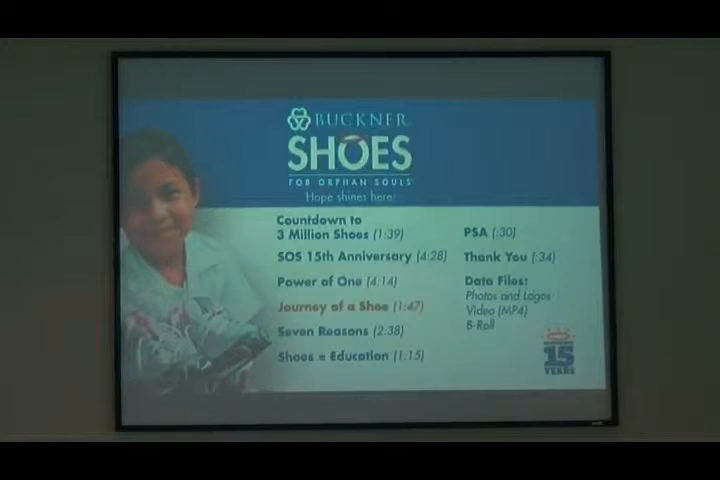 BUCKNER
SHOES
FOR ORPHAN SOULS
Hope shines here.
Countdown to
3 Million Shoes (1:39)
SOS 15th Anniversary (4:28)
Power of One (4:14)
Journey of a Shoe (1:47)
Seven Reasons (2:38)
Shoes = Education (1:15)
PSA (:30)
Thank You (:34)
Data Files:
Photos and Logos
Video (MP4)
B-Roll
15
YEARS